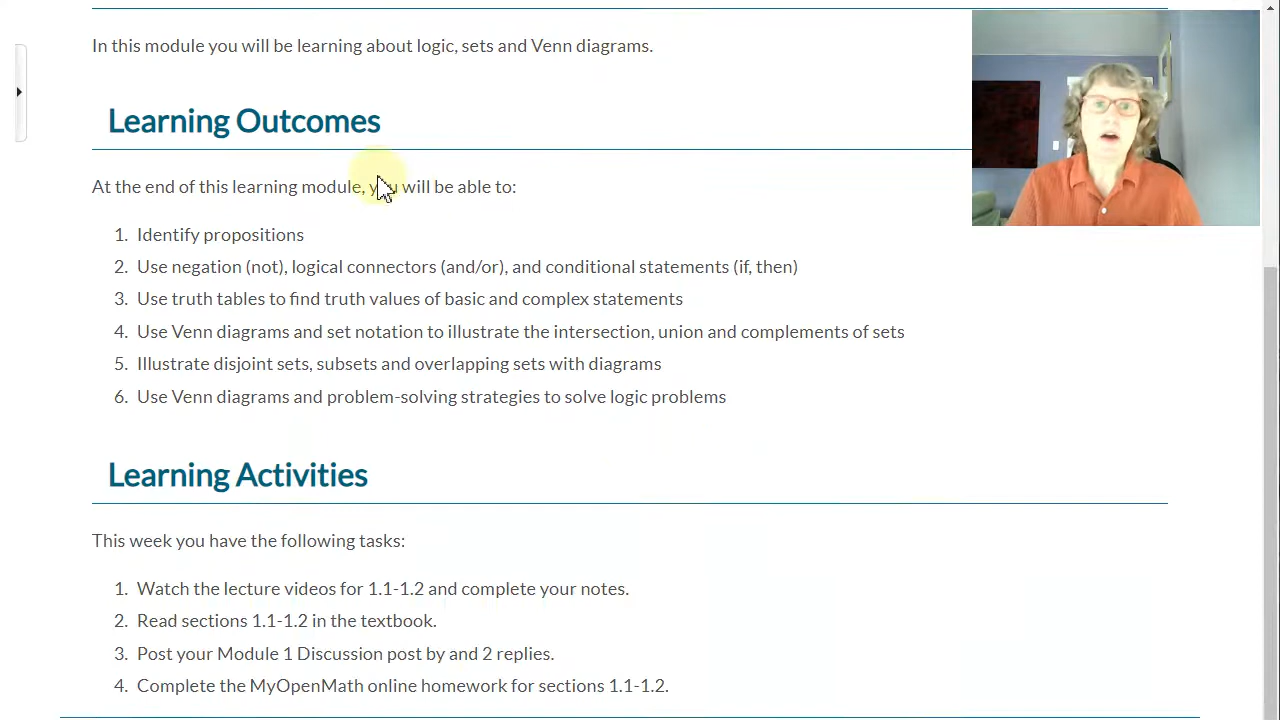 In this module you will be learning about logic, sets and Venn diagrams.
Learning Outcomes
At the end of this learning module, you will be able to:
1. Identify propositions
2. Use negation (not), logical connectors (and/or), and conditional statements (if, then)
3. Use truth tables to find truth values of basic and complex statements
4. Use Venn diagrams and set notation to illustrate the intersection, union and complements of sets
5. Illustrate disjoint sets, subsets and overlapping sets with diagrams
6. Use Venn diagrams and problem-solving strategies to solve logic problems
Learning Activities
This week you have the following tasks:
1. Watch the lecture videos for 1.1-1.2 and complete your notes.
2. Read sections 1.1-1.2 in the textbook.
3. Post your Module 1 Discussion post by and 2 replies.
4. Complete the MyOpenMath online homework for sections 1.1-1.2.